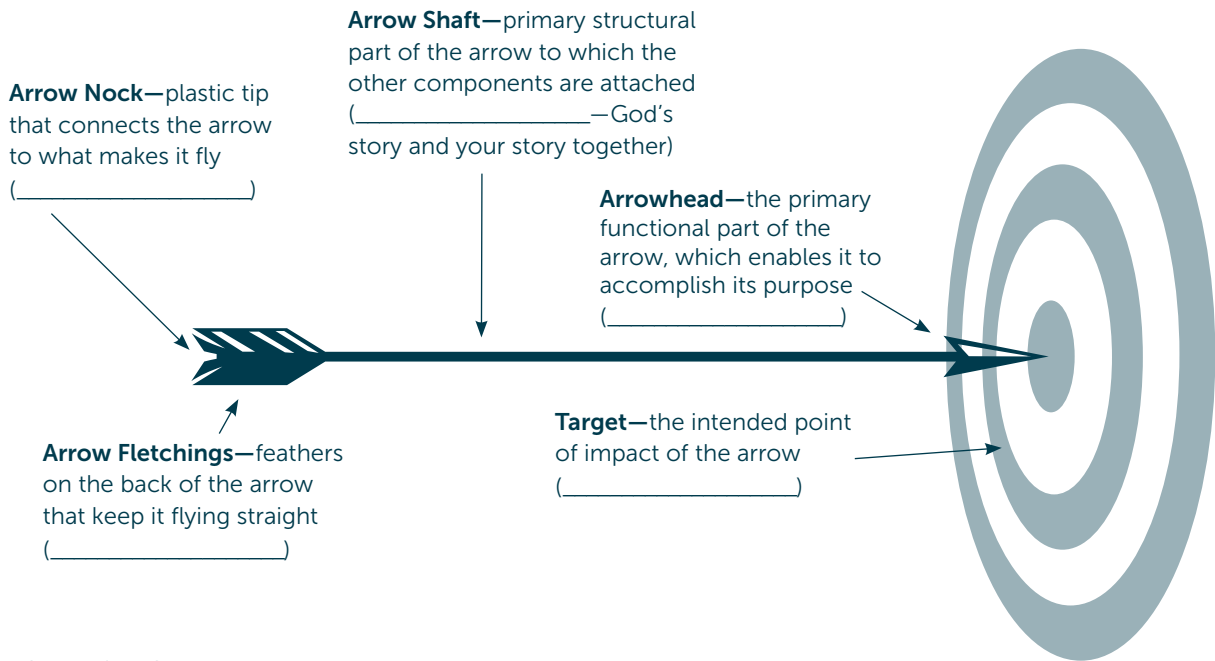 Arrow Shaft—primary structural
part of the arrow to which the
other components are attached
(____________________—God's
story and your story together)
Arrow Nock—plastic tip
that connects the arrow
to what makes it fly
(____________________)
Arrowhead—the primary
functional part of the
arrow, which enables it to
accomplish its purpose
(____________________)
Target—the intended point
of impact of the arrow
(____________________)
Arrow Fletchings—feathers
on the back of the arrow
that keep it flying straight
(____________________)